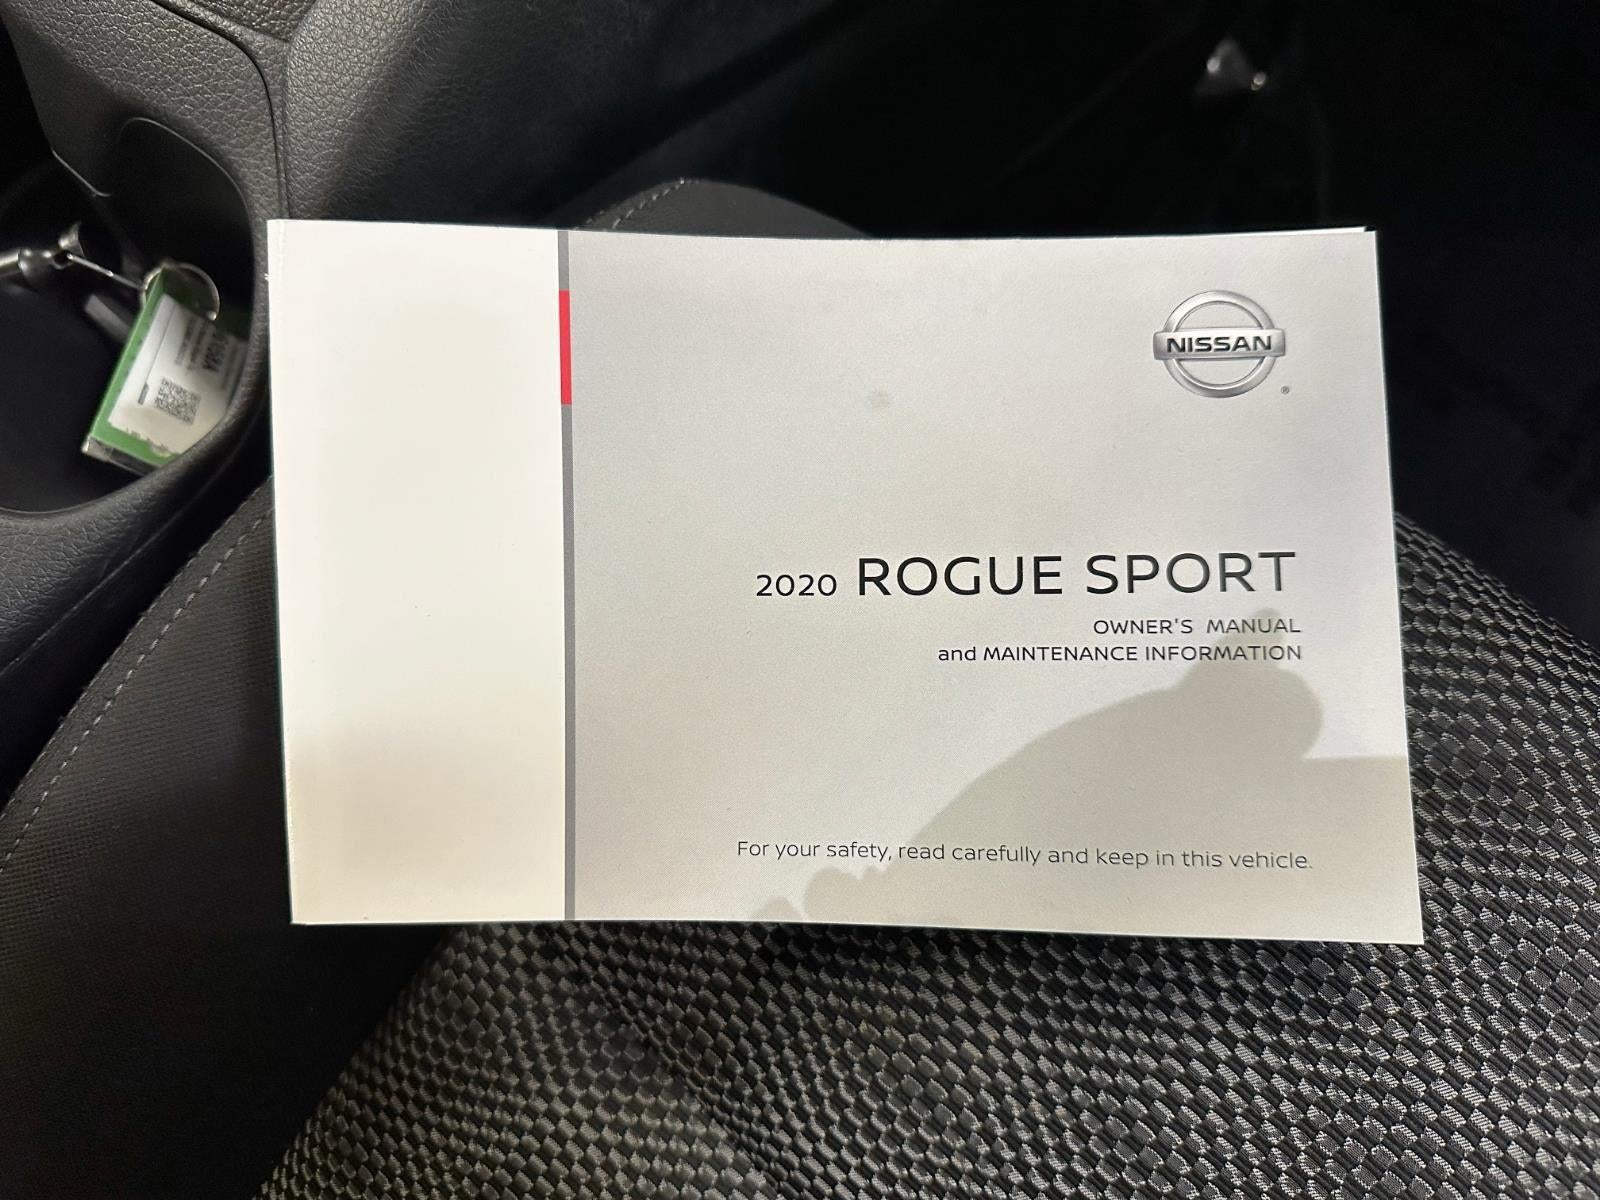 NISSAN
®
2020 ROGUE SPORT
OWNER'S MANUAL
and MAINTENANCE INFORMATION
For your safety, read carefully and keep in this vehicle.